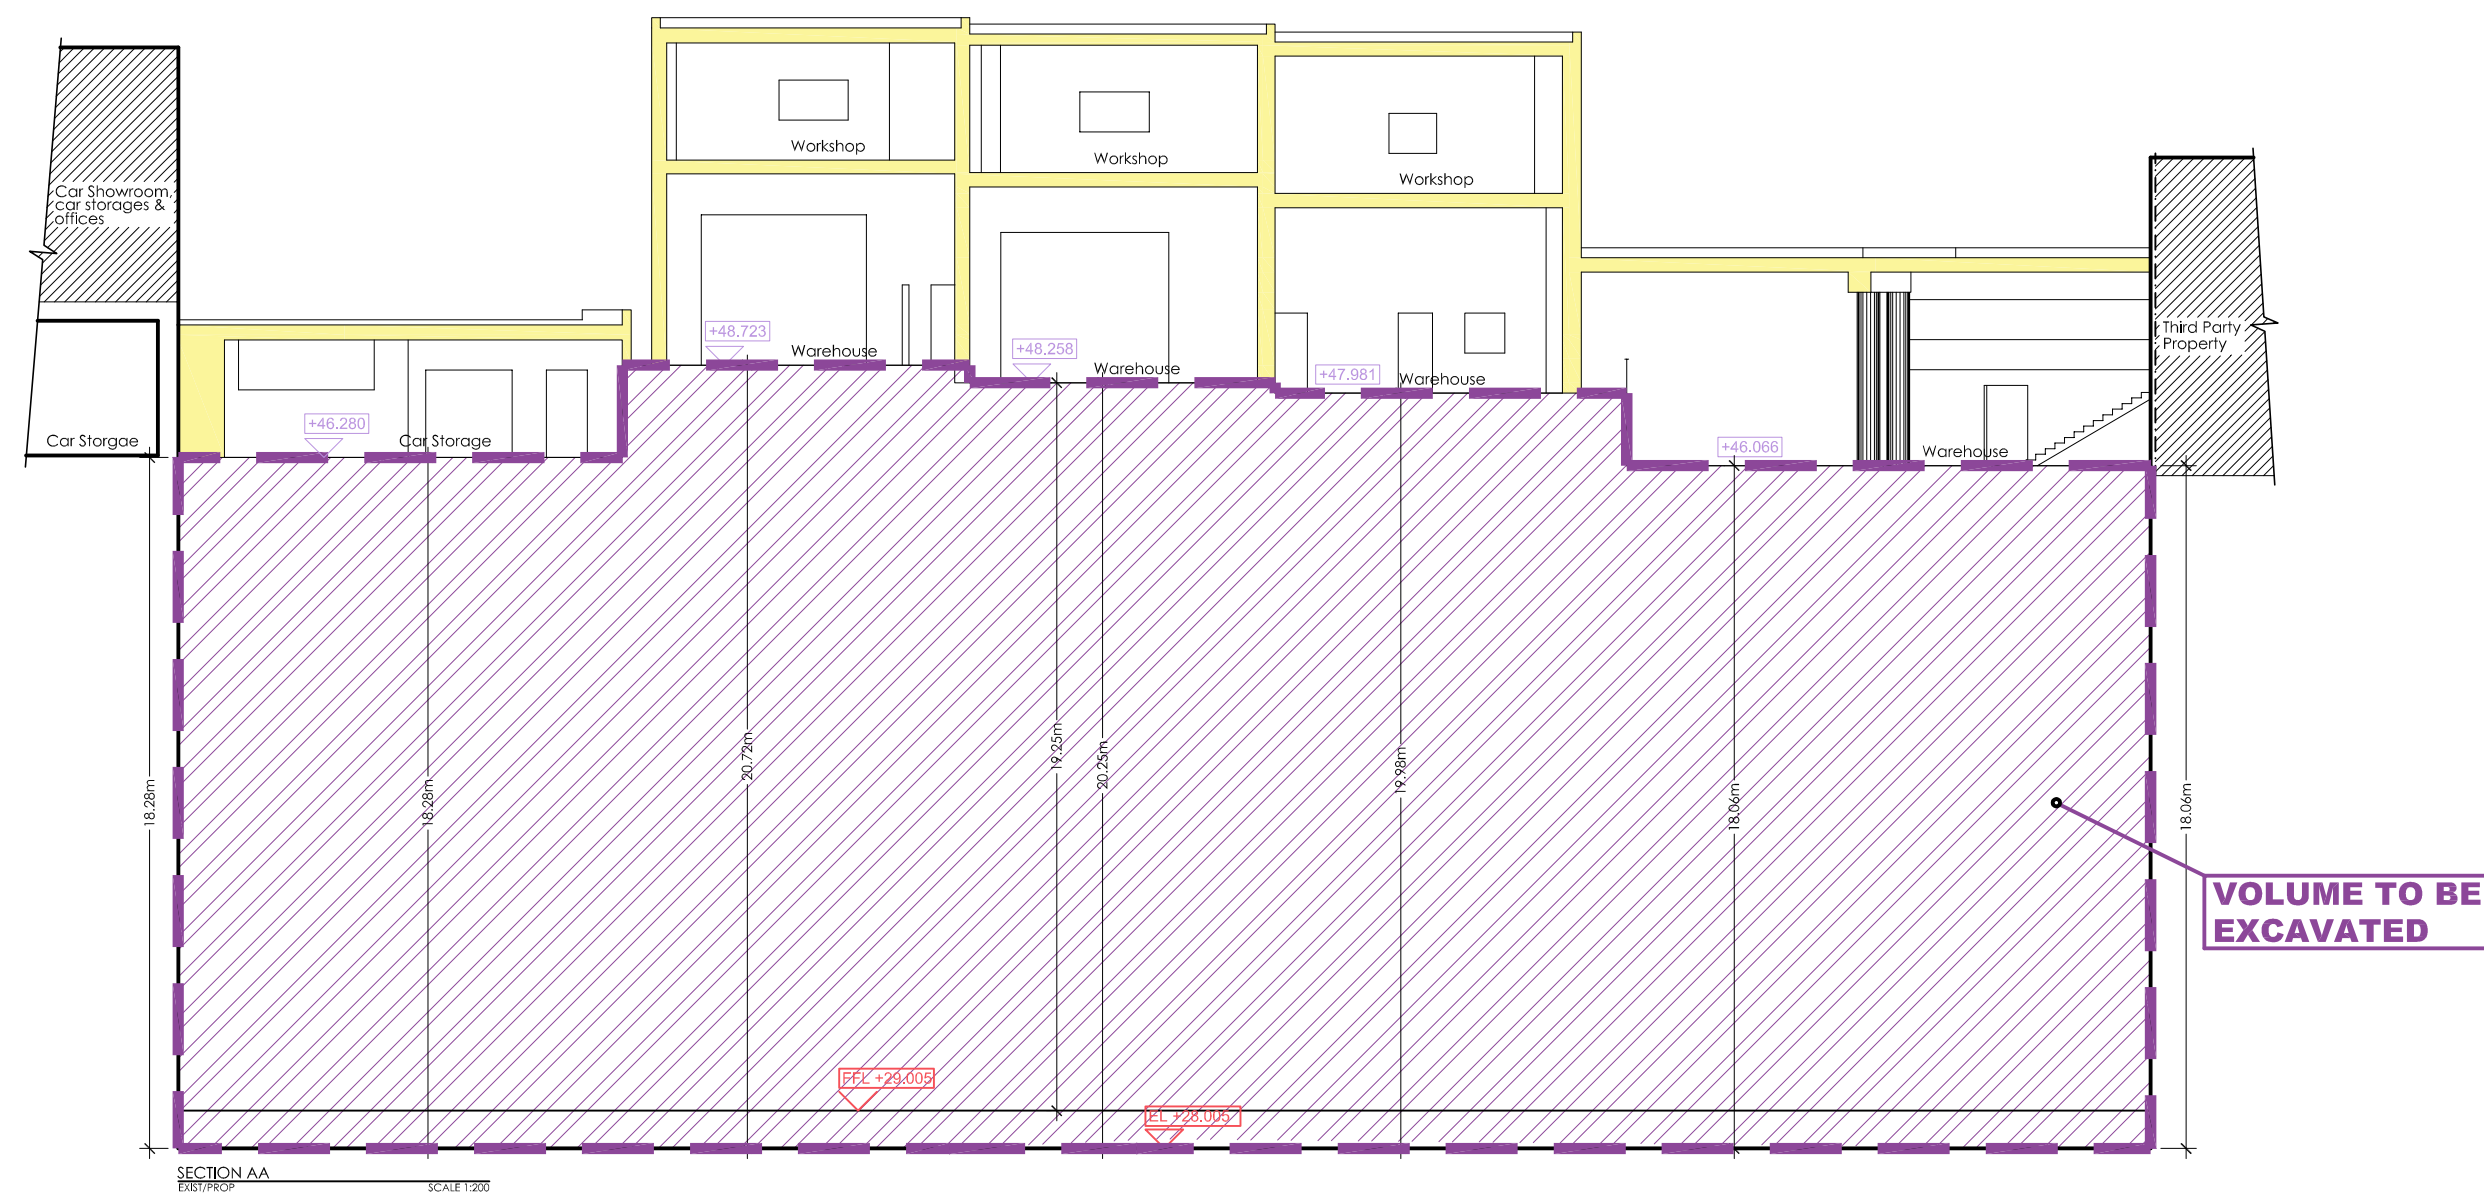 Workshop
Workshop
Workshop
Car Showroom,
car storages &
offices
+48.723
Warehouse
+48.258
Warehouse
+47.981
Warehouse
Third Party
Property
+46.280
Car Storgae
Car Storage
+46.066
Warehouse
18.28m
18.28m
20.72m
19.25m
20.25m
19.98m
18.06m
18.06m
VOLUME TO BE
EXCAVATED
FFL +29.005
EL +28.005
SECTION AA
EXIST/PROP
SCALE 1:200